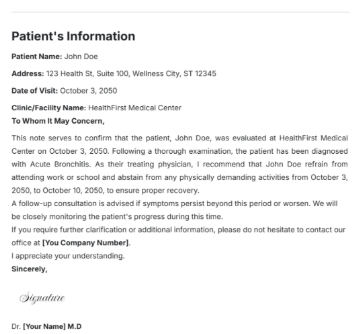 Patient's Information
Patient Name: John Doe
Address: 123 Health St, Suite 100, Wellness City, ST 12345
Date of Visit: October 3, 2050
Clinic/Facility Name: HealthFirst Medical Center
To Whom It May Concern,
This note serves to confirm that the patient, John Doe, was evaluated at HealthFirst Medical
Center on October 3, 2050. Following a thorough examination, the patient has been diagnosed
with Acute Bronchitis. As their treating physician, I recommend that John Doe refrain from
attending work or school and abstain from any physically demanding activities from October 3,
2050, to October 10, 2050, to ensure proper recovery.
A follow-up consultation is advised if symptoms persist beyond this period or worsen. We will
be closely monitoring the patient's progress during this time.
If you require further clarification or additional information, please do not hesitate to contact our
office at [You Company Number].
I appreciate your understanding.
Sincerely,
Signature
Dr. [Your Name] M.D